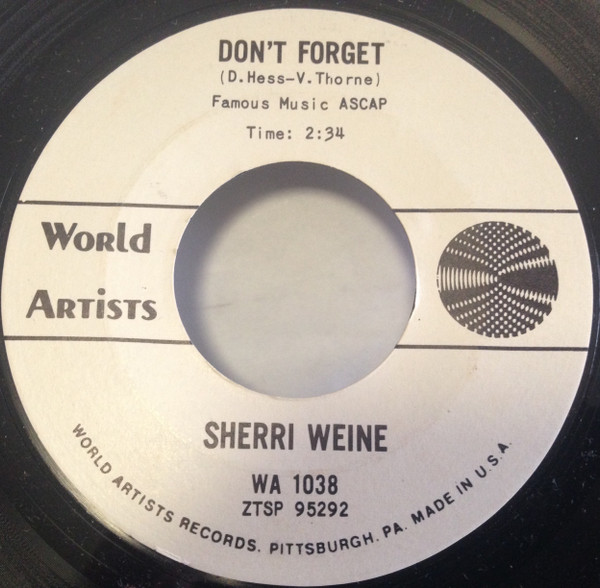 DON'T FORGET
(D.Hess-V.Thorne)
Famous Music ASCAP
Time: 2:34
World
Artists
SHERRI WEINE
WA 1038
ZTSP 95292
WORLD ARTISTS RECORDS. PITTSBURGH. PA. MADE IN U.S.A.